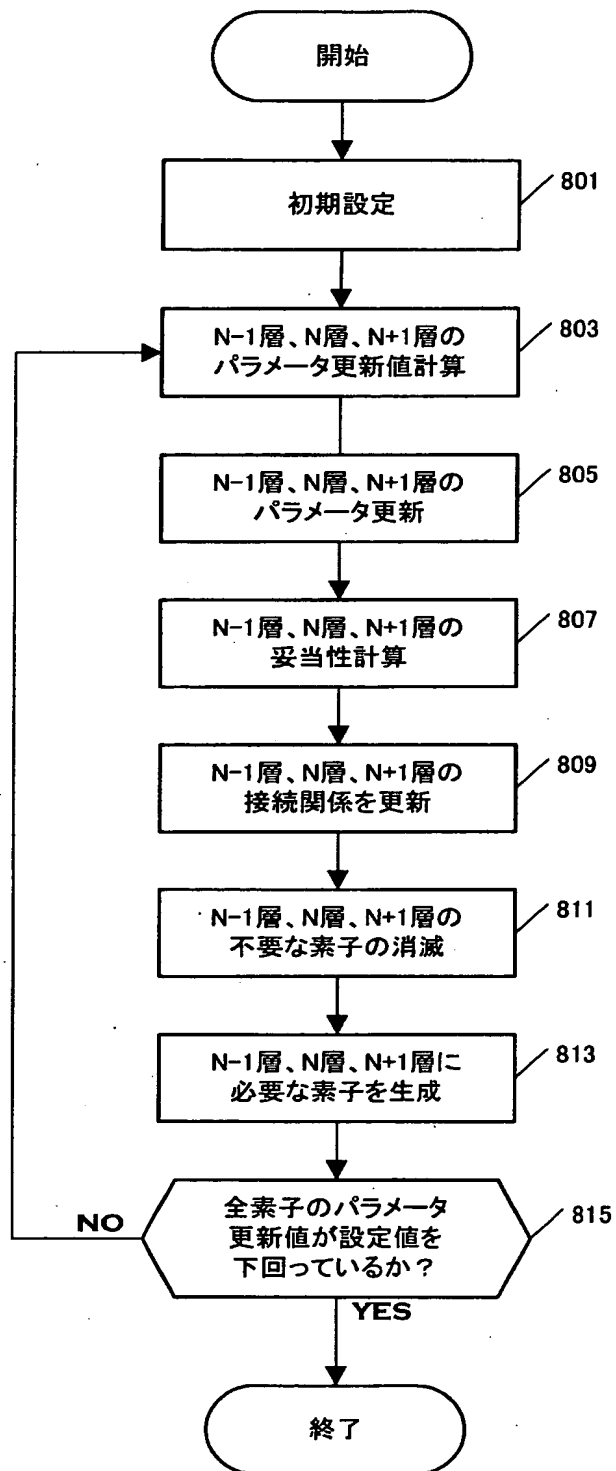 開始
初期設定
801
N-1層、N層、N+1層の
パラメータ更新値計算
803
N-1層、N層、N+1層の
パラメータ更新
805
N-1層、N層、N+1層の
妥当性計算
807
N-1層、N層、N+1層の
接続関係を更新
809
N-1層、N層、N+1層の
不要な素子の消滅
811
N-1層、N層、N+1層に
必要な素子を生成
813
全素子のパラメータ
更新値が設定値を
下回っているか？
815
NO
YES
終了